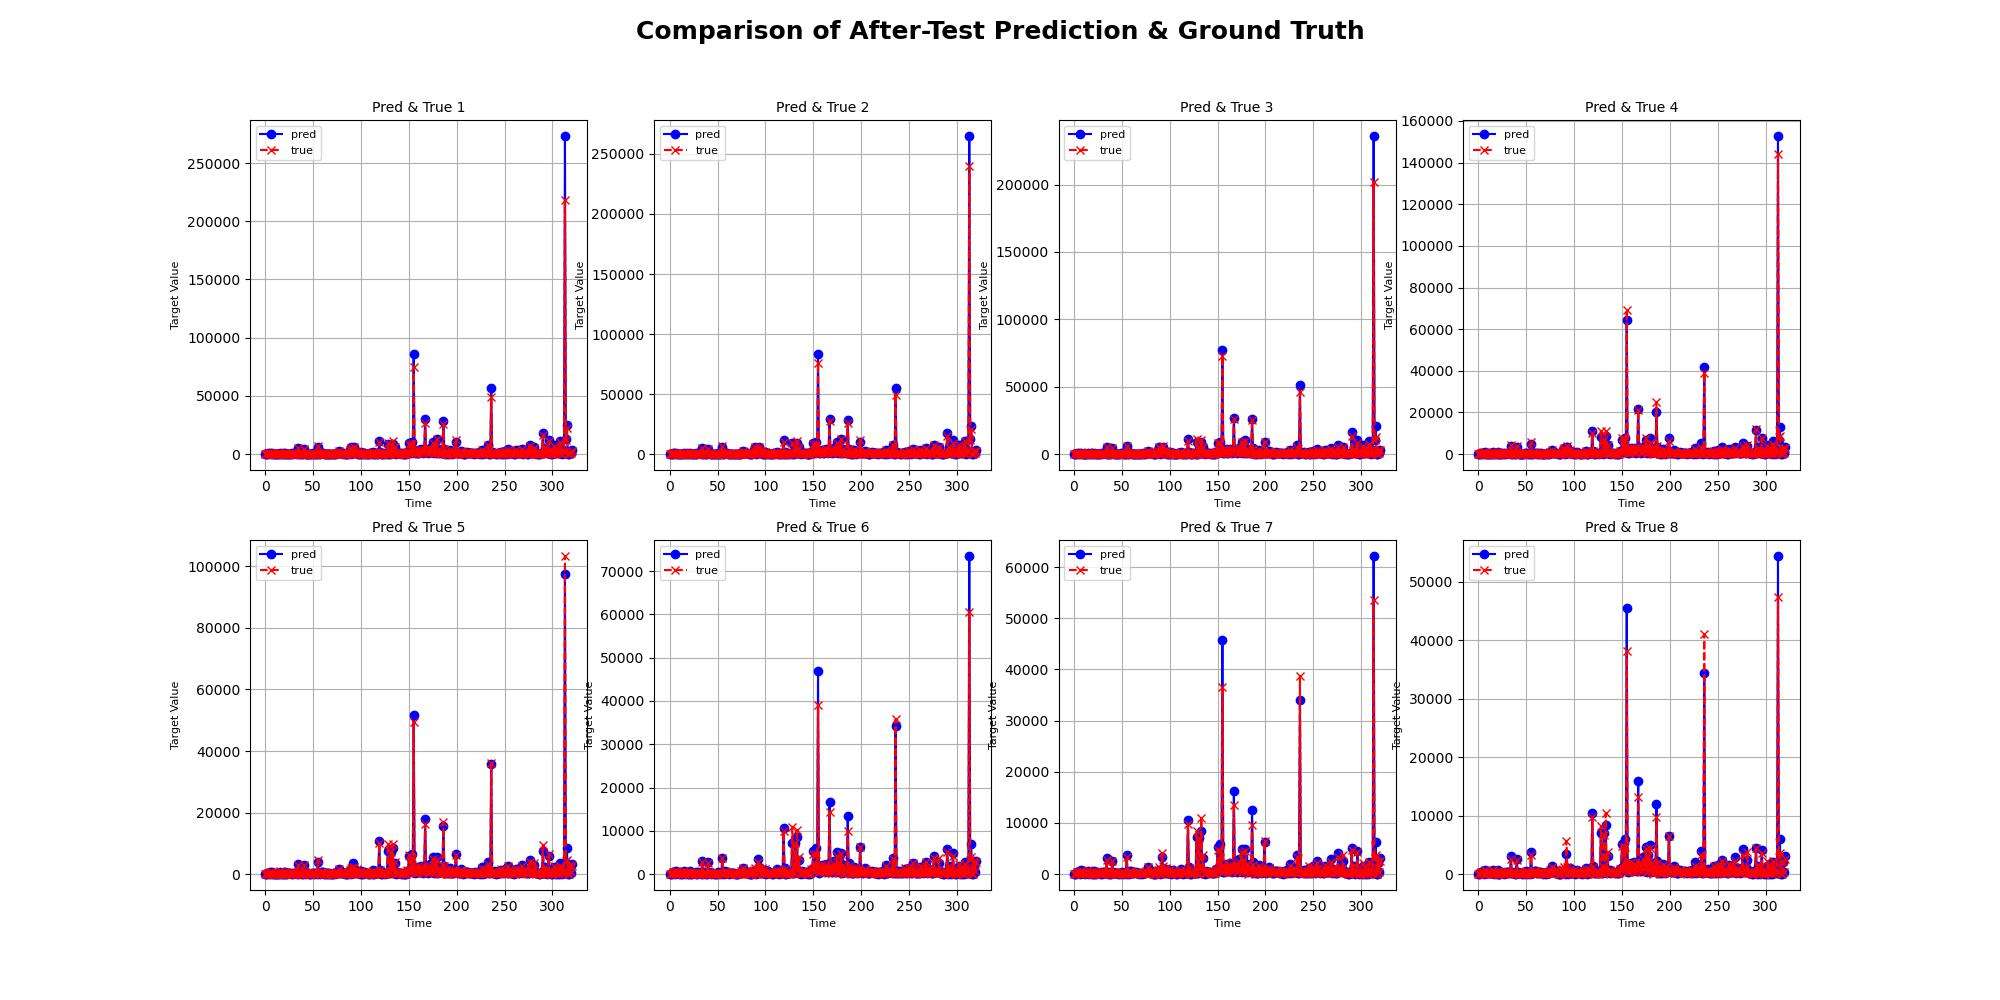 Comparison of After-Test Prediction & Ground Truth
Pred & True 1
pred
true
250000
200000
150000
100000
50000
0
Target Value
0 50 100 150 200 250 300
Time
Pred & True 2
pred
true
250000
200000
150000
100000
50000
0
Target Value
0 50 100 150 200 250 300
Time
Pred & True 3
pred
true
200000
150000
100000
50000
0
Target Value
0 50 100 150 200 250 300
Time
Pred & True 4
pred
true
160000
140000
120000
100000
80000
60000
40000
20000
0
Target Value
0 50 100 150 200 250 300
Time
Pred & True 5
pred
true
100000
80000
60000
40000
20000
0
Target Value
0 50 100 150 200 250 300
Time
Pred & True 6
pred
true
70000
60000
50000
40000
30000
20000
10000
0
Target Value
0 50 100 150 200 250 300
Time
Pred & True 7
pred
true
60000
50000
40000
30000
20000
10000
0
Target Value
0 50 100 150 200 250 300
Time
Pred & True 8
pred
true
50000
40000
30000
20000
10000
0
Target Value
0 50 100 150 200 250 300
Time